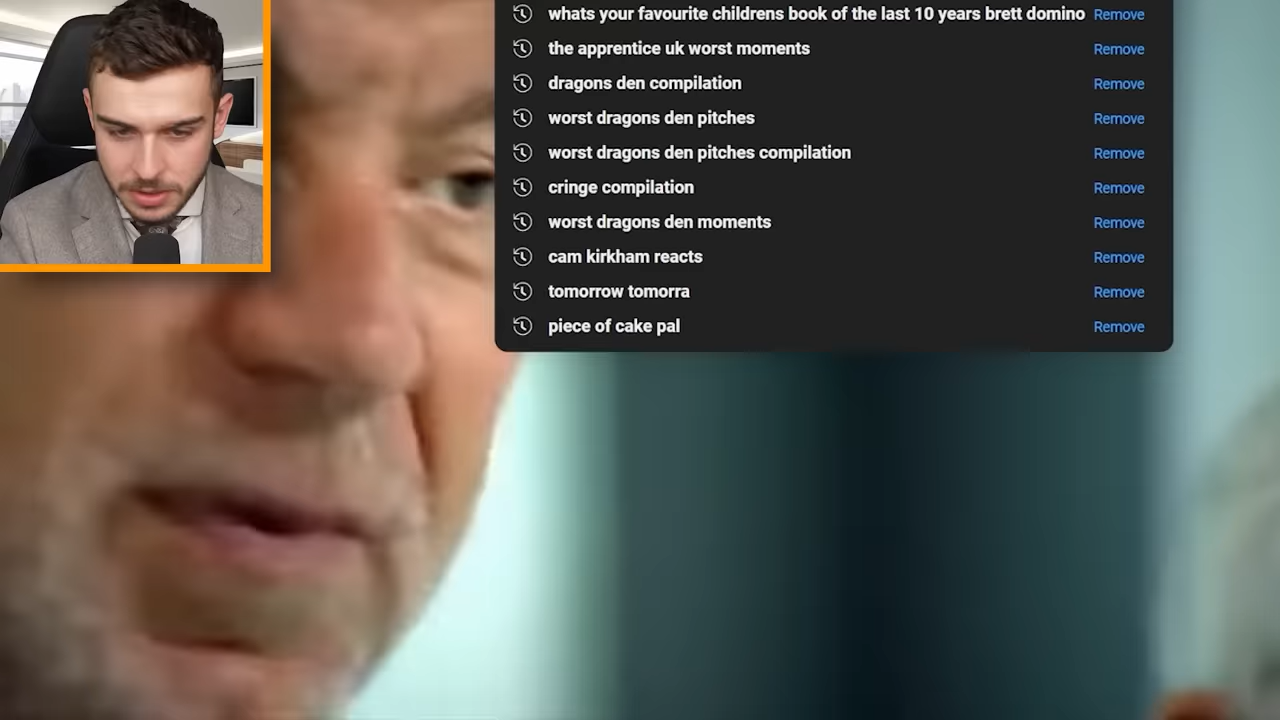 whats your favourite childrens book of the last 10 years brett domino Remove
the apprentice uk worst moments Remove
dragons den compilation Remove
worst dragons den pitches Remove
worst dragons den pitches compilation Remove
cringe compilation Remove
worst dragons den moments Remove
cam kirkham reacts Remove
tomorrow tomorra Remove
piece of cake pal Remove